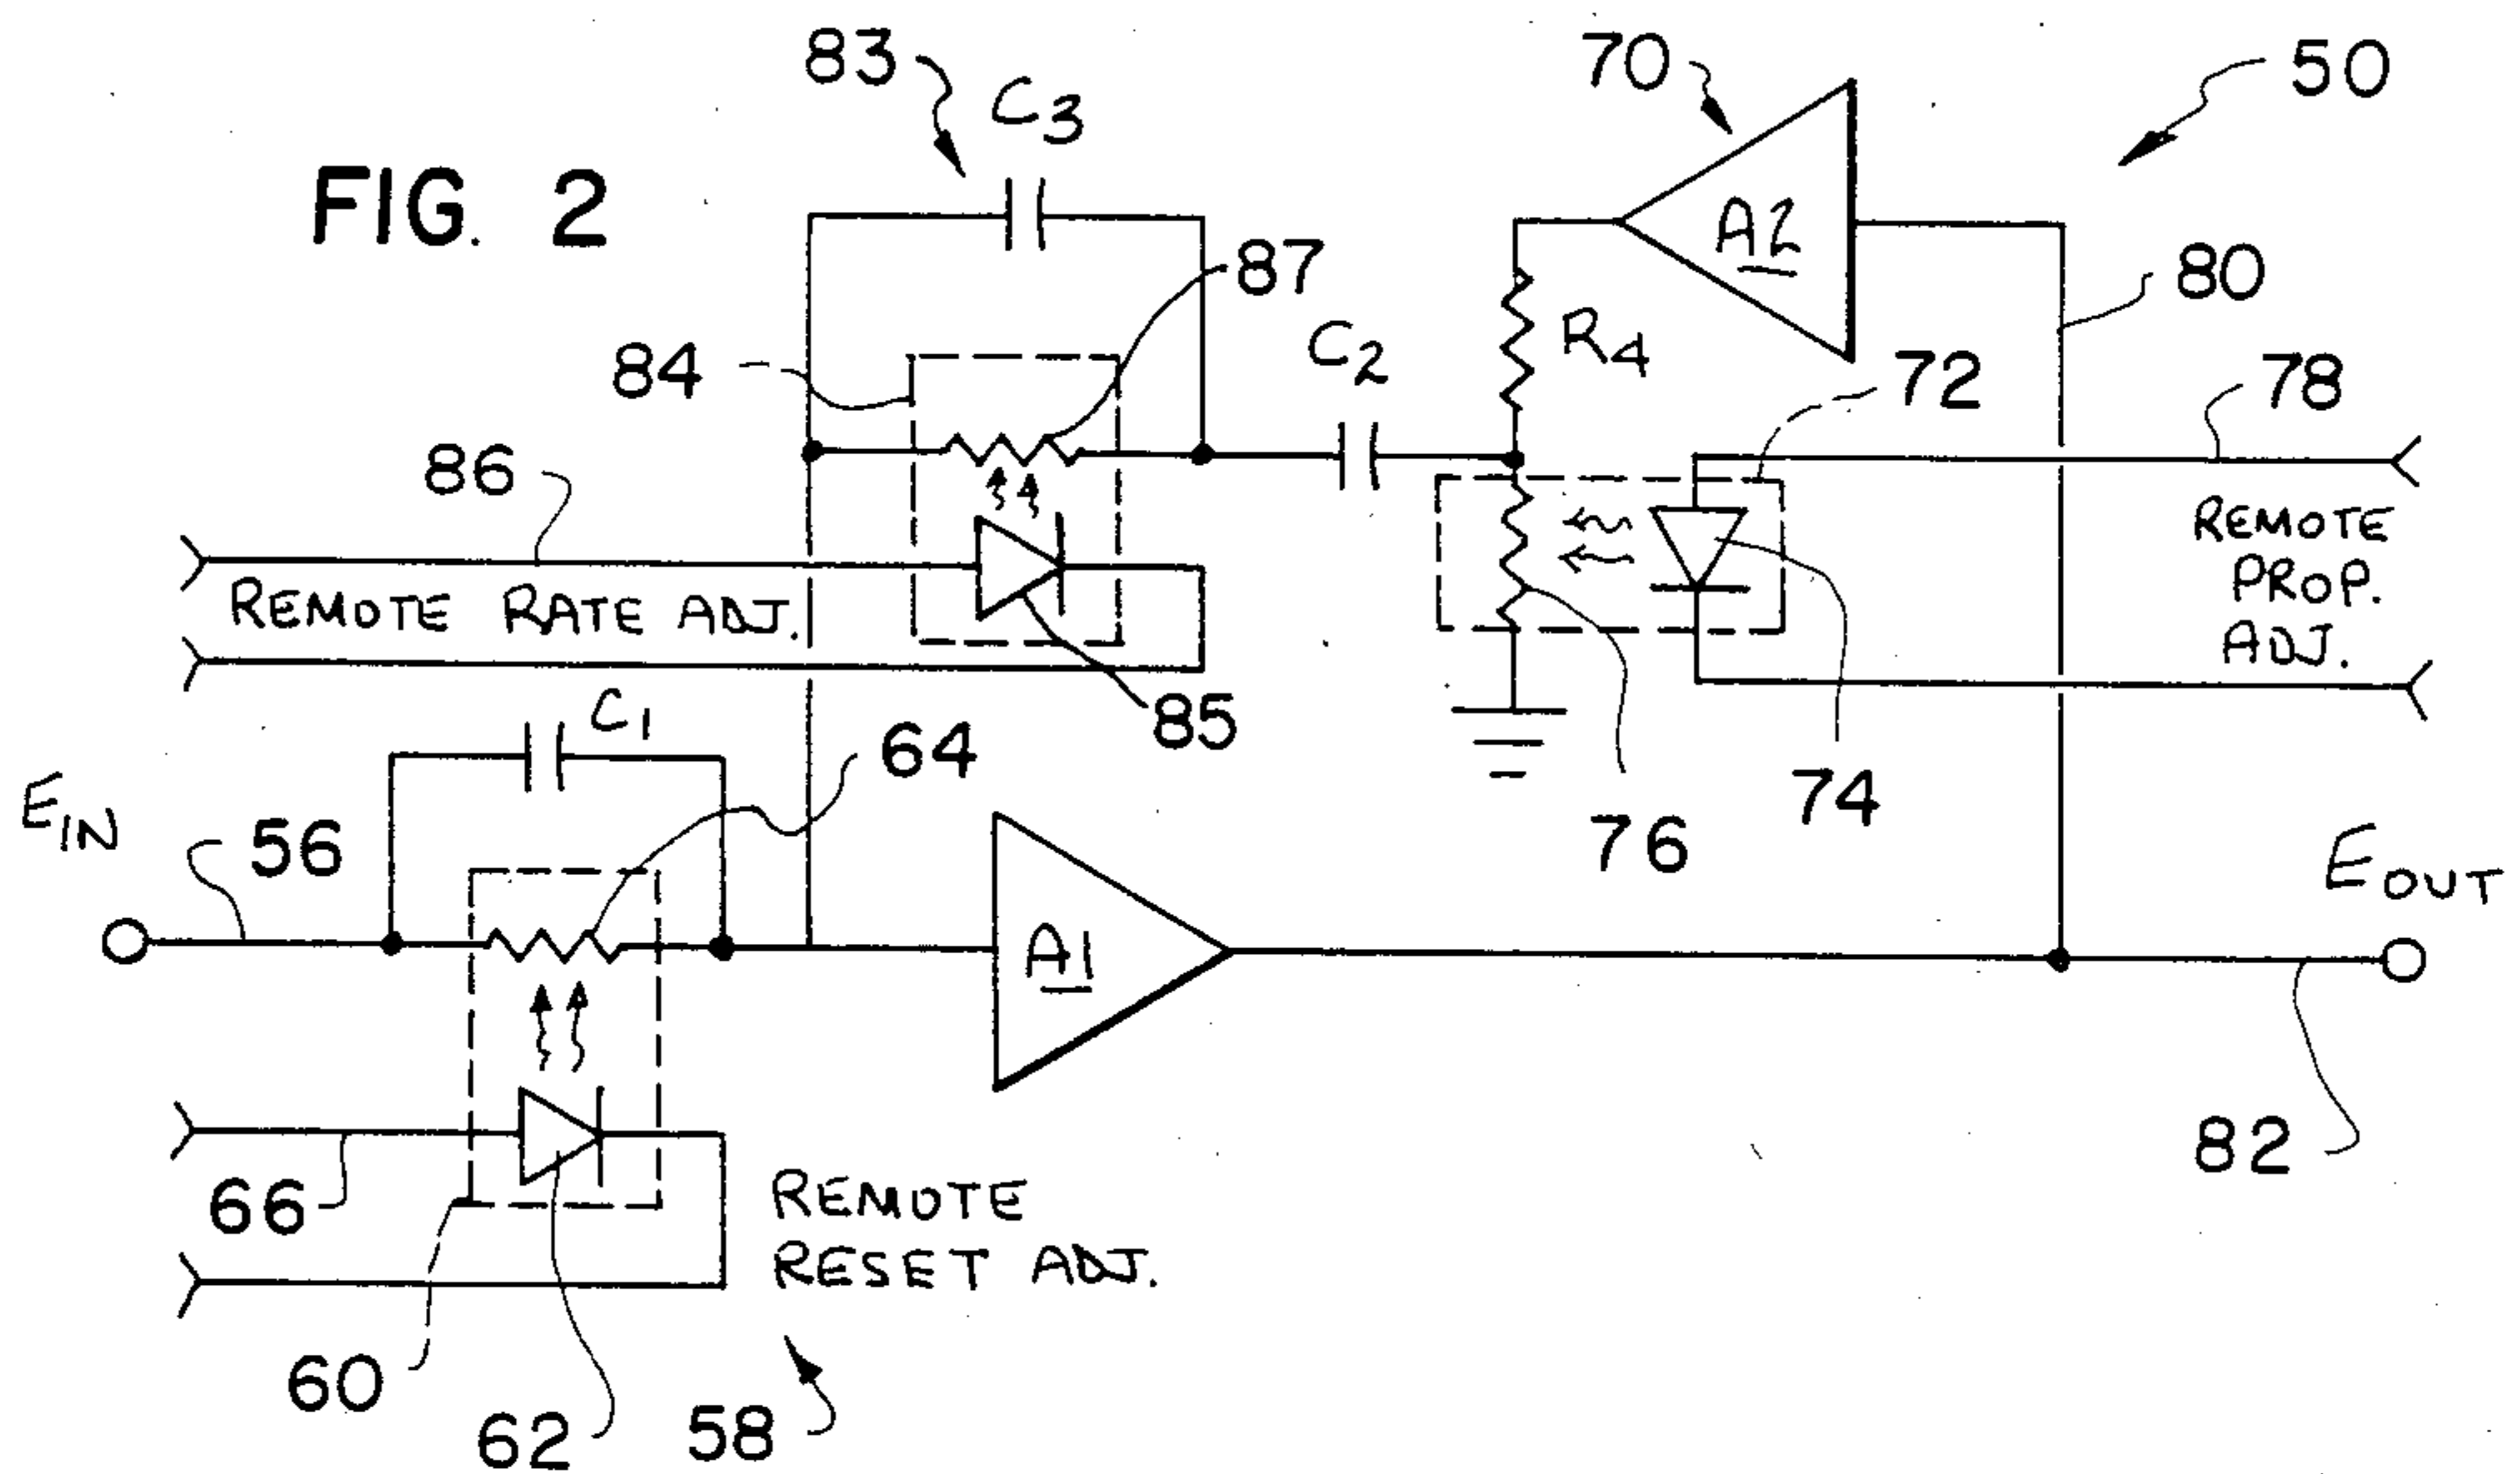 FIG. 2
83
C3
70
A2
50
87
80
84
C2
R4
72
78
86
REMOTE RATE ADJ.
REMOTE
PROP.
ADJ.
85
C1
64
76
74
EIN
56
A1
EOUT
82
66
60
62
58
REMOTE
RESET ADJ.